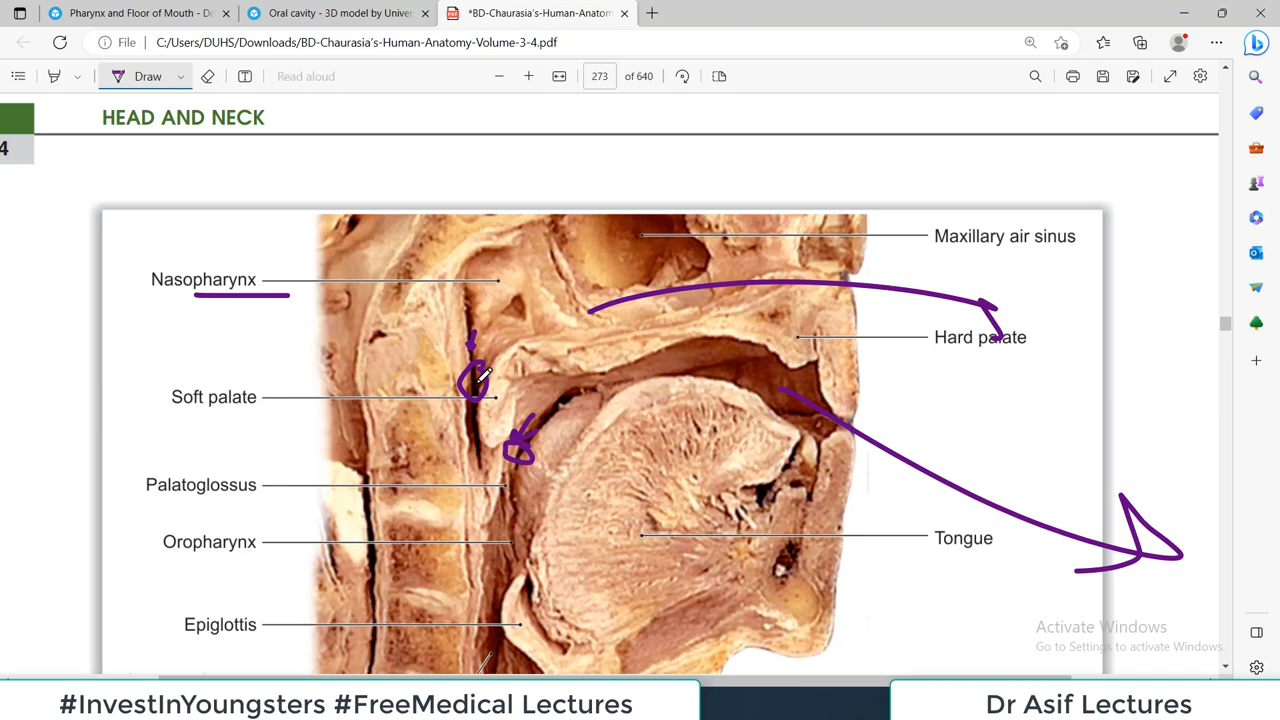 Pharynx and Floor of Mouth - Do
Oral cavity - 3D model by Univer
*BD-Chaurasia's-Human-Anatom
File
C:/Users/DUHS/Downloads/BD-Chaurasia's-Human-Anatomy-Volume-3-4.pdf
Draw
Read aloud
273 of 640
HEAD AND NECK
4
Maxillary air sinus
Nasopharynx
Hard palate
Soft palate
Palatoglossus
Oropharynx
Tongue
Epiglottis
Activate Windows
Go to Settings to activate Windows.
#InvestInYoungsters #FreeMedical Lectures
Dr Asif Lectures